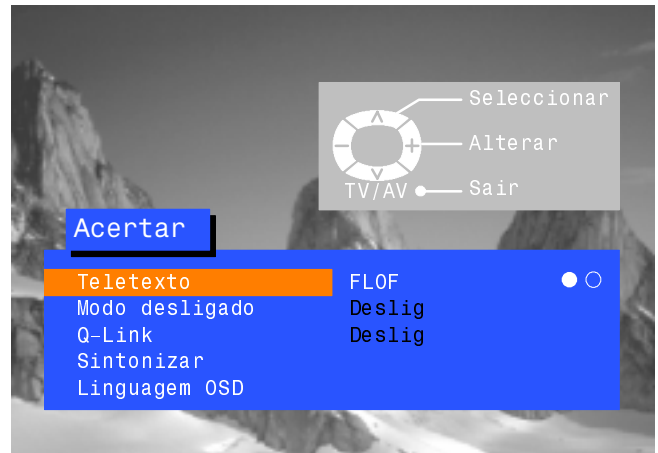 Seleccionar
Alterar
TV/AV Sair
Acertar
Teletexto FLOF
Modo desligado Deslig
Q-Link Deslig
Sintonizar
Linguagem OSD